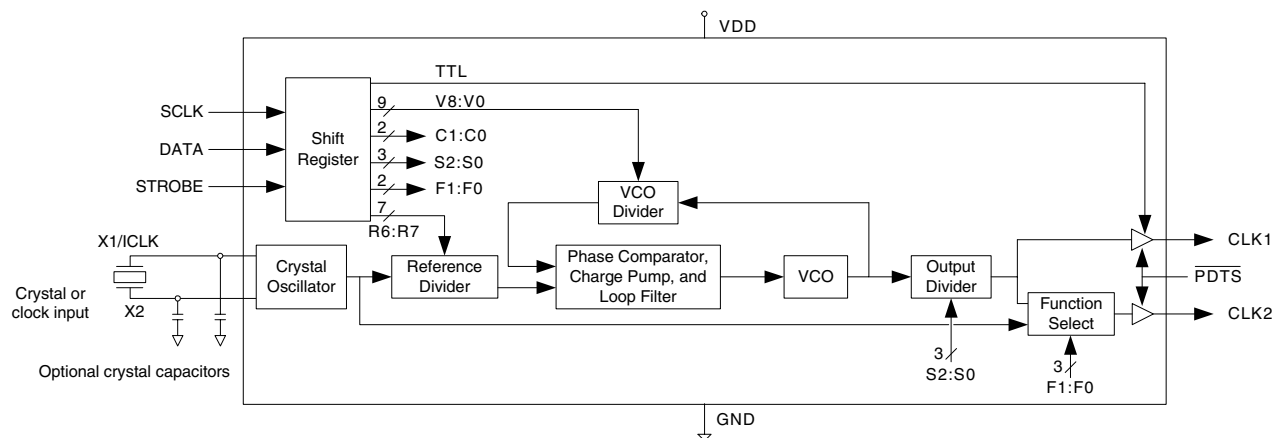 VDD
TTL
SCLK
DATA
STROBE
Shift
Register
9
V8:V0
2
C1:C0
3
S2:S0
2
F1:F0
7
R6:R7
VCO
Divider
X1/ICLK
X2
Crystal or
clock input
Optional crystal capacitors
Crystal
Oscillator
Reference
Divider
Phase Comparator,
Charge Pump, and
Loop Filter
VCO
Output
Divider
Function
Select
CLK1
PDTS
CLK2
3
S2:S0
3
F1:F0
GND